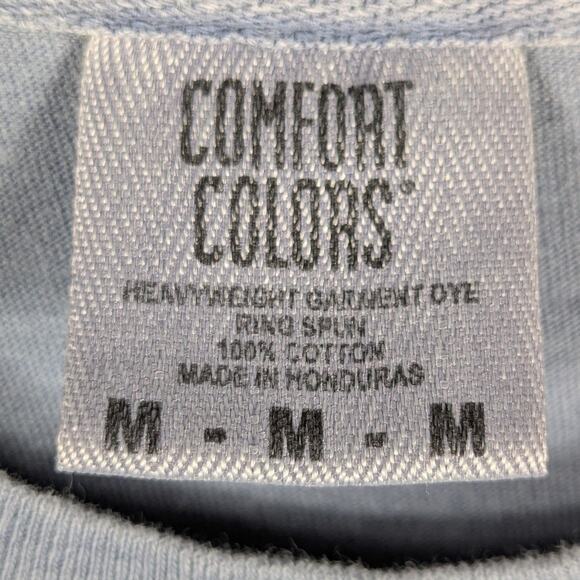 COMFORT
COLORS®
HEAVYWEIGHT GARMENT DYE
RING SPUN
100% COTTON
MADE IN HONDURAS
M - M - M